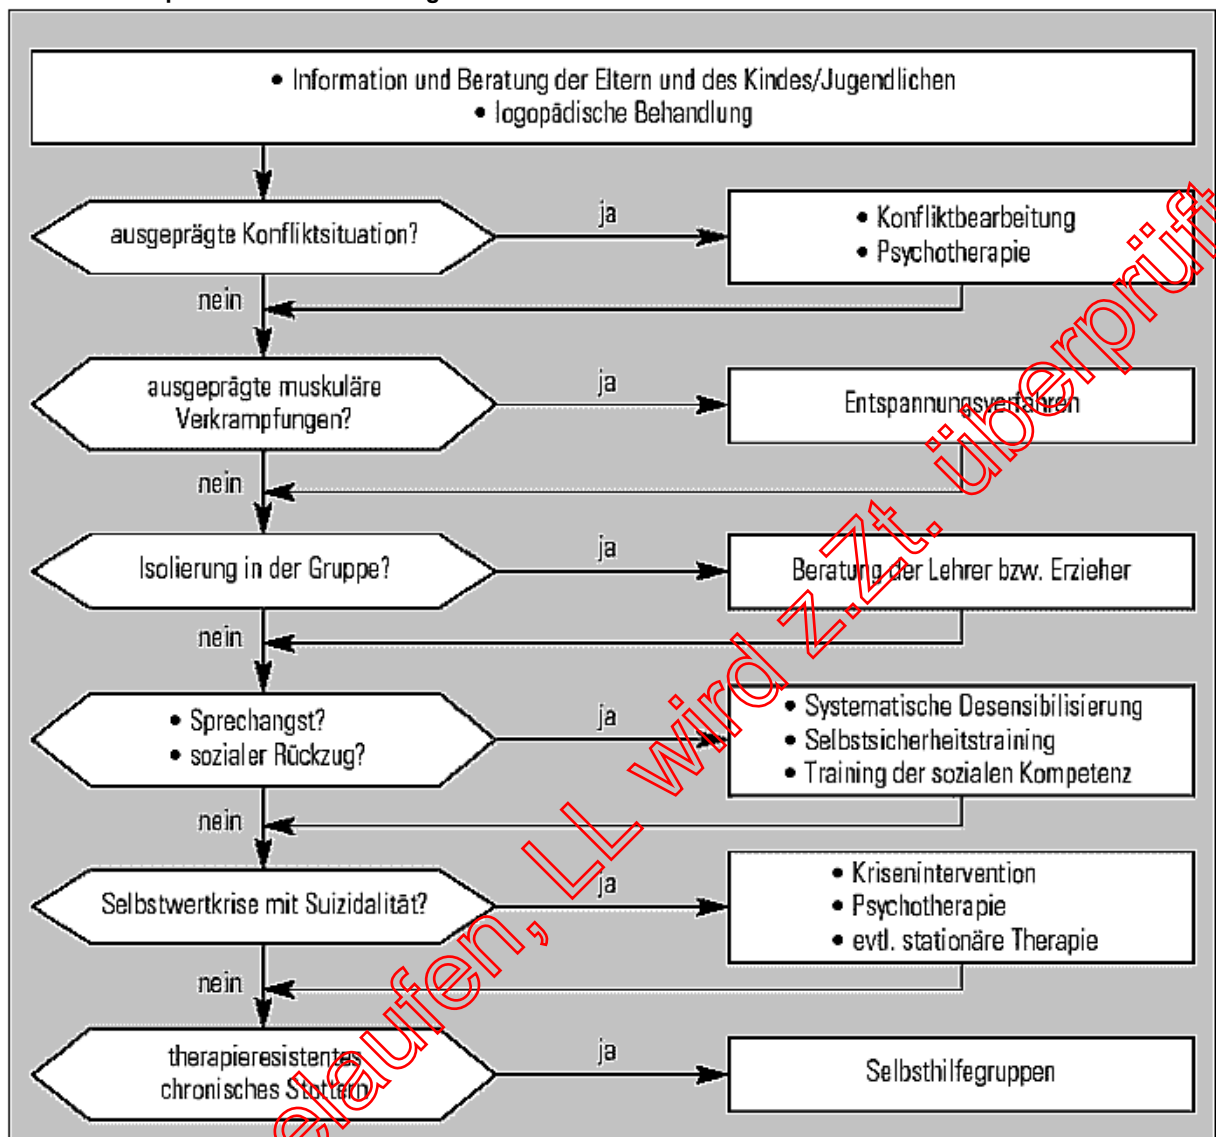 • Information und Beratung der Eltern und des Kindes/Jugendlichen
• logopädische Behandlung
ausgeprägte Konfliktsituation?
ja
• Konfliktbearbeitung
• Psychotherapie
nein
ausgeprägte muskuläre
Verkrampfungen?
ja
Entspannungsverfahren
nein
Isolierung in der Gruppe?
ja
Beratung der Lehrer bzw. Erzieher
nein
• Sprechangst?
• sozialer Rückzug?
ja
• Systematische Desensibilisierung
• Selbstsicherheitstraining
• Training der sozialen Kompetenz
nein
Selbstwertkrise mit Suizidalität?
ja
• Krisenintervention
• Psychotherapie
• evtl. stationäre Therapie
nein
therapieresistentes
chronisches Stottern
ja
Selbsthilfegruppen
elaufen, LL wird z.Zt. überprüft